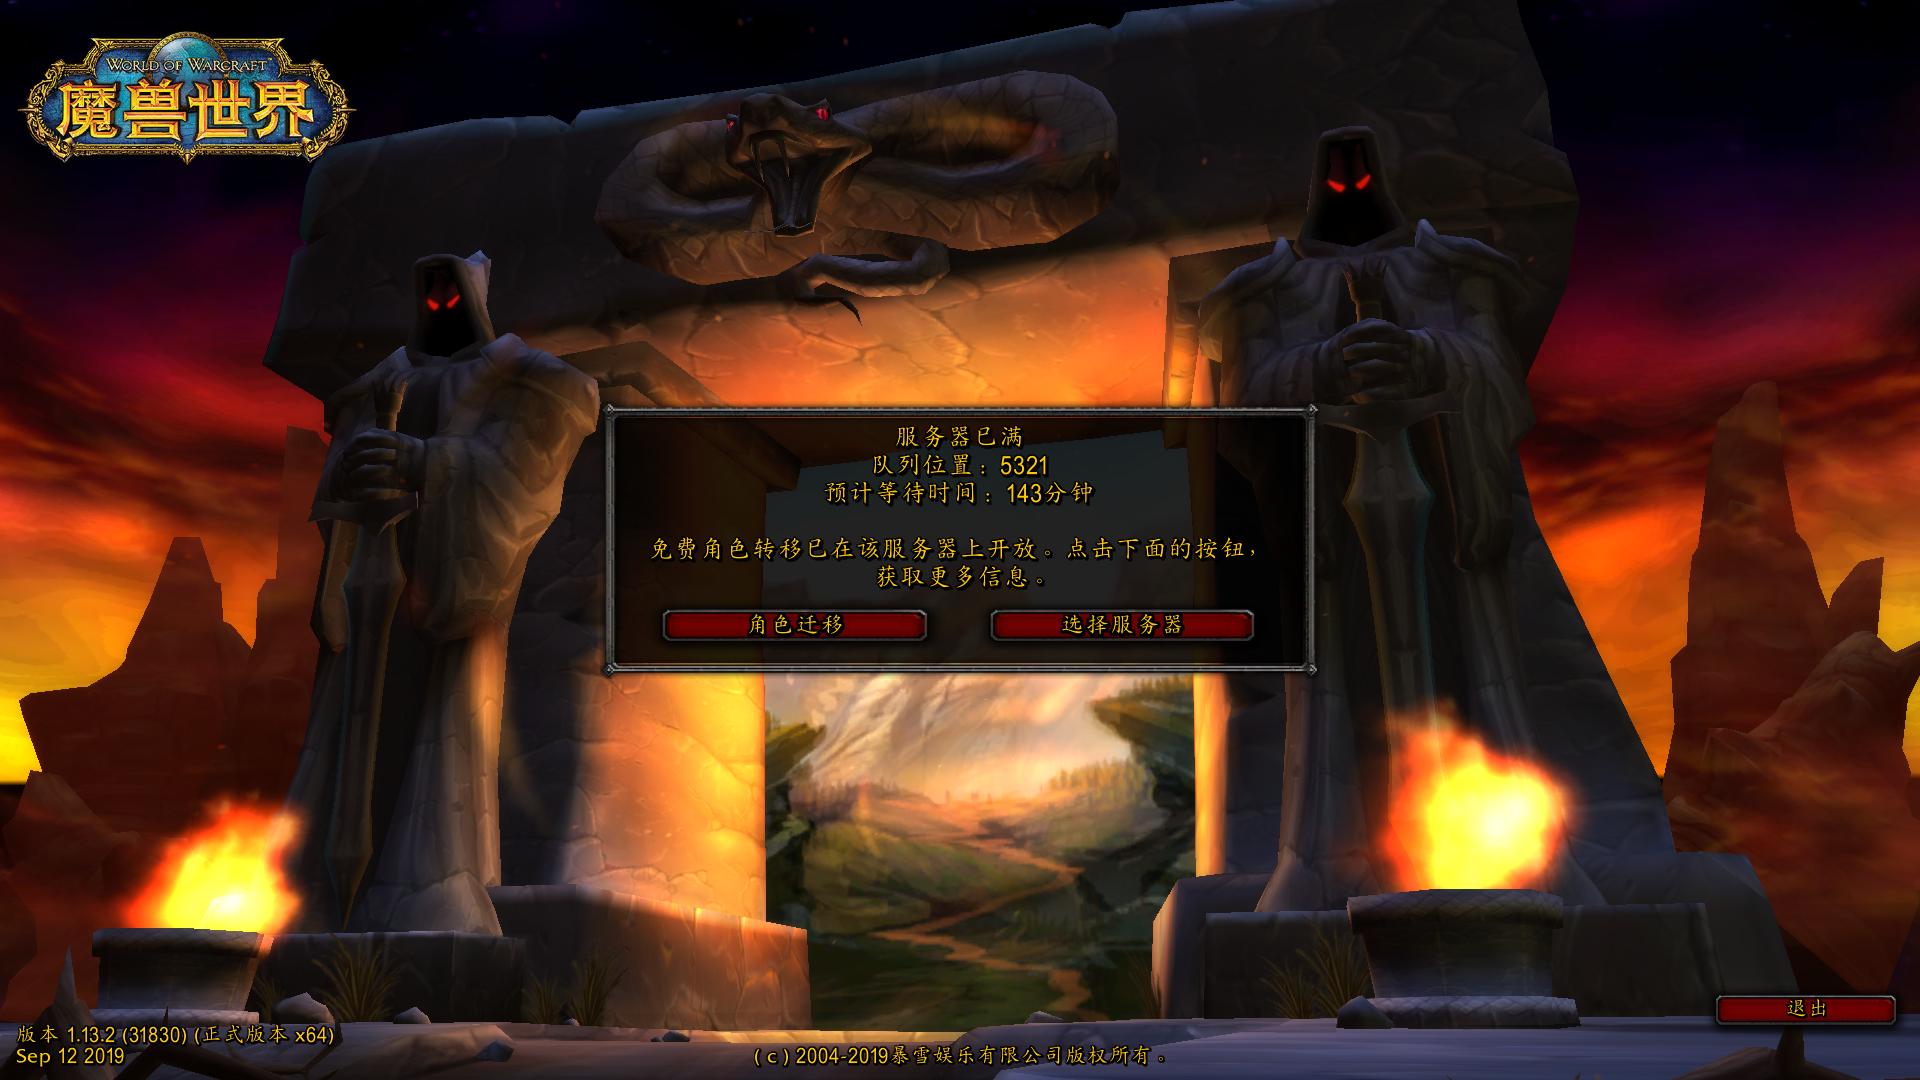 WORLD OF WARCRAFT
魔兽世界
服务器已满
队列位置：5321
预计等待时间：143分钟
免费角色转移已在该服务器上开放。点击下面的按钮，
获取更多信息。
角色迁移
选择服务器
退出
版本 1.13.2 (31830) (正式版本 x64)
Sep 12 2019
(c) 2004-2019暴雪娱乐有限公司版权所有。